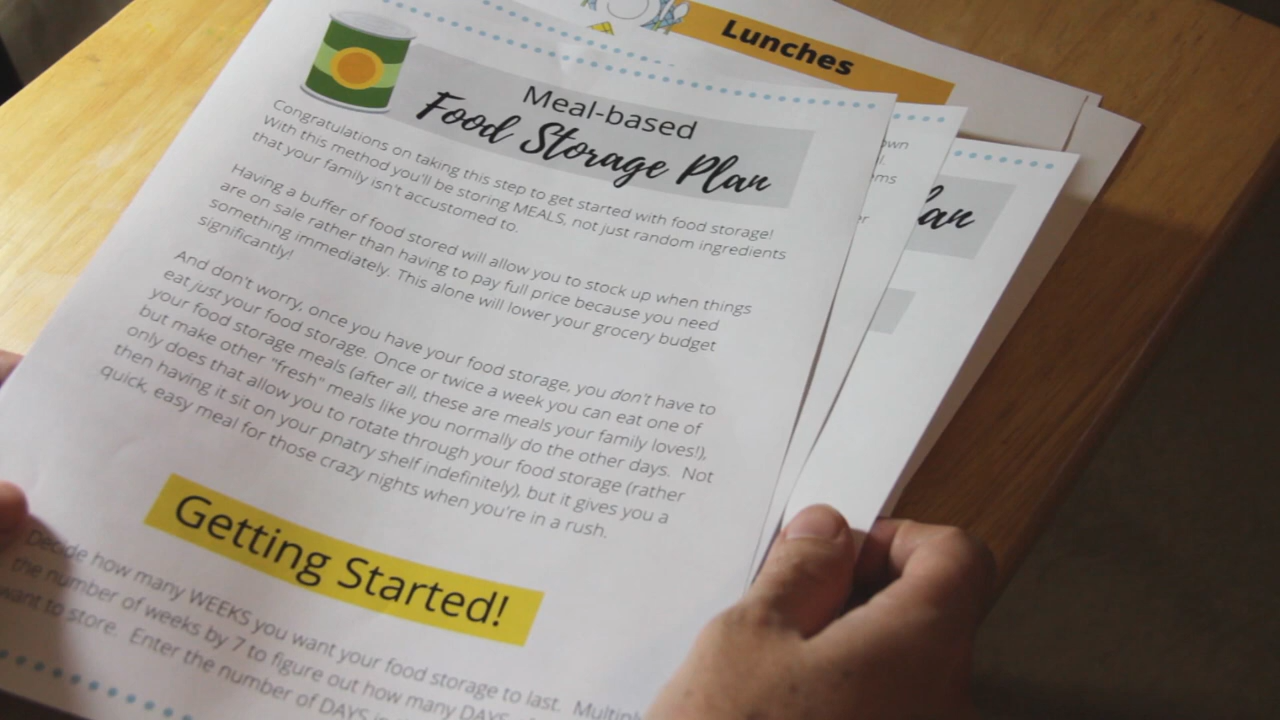 Lunches
Meal-based
Food Storage Plan
Congratulations on taking this step to get started with food storage!
With this method you'll be storing MEALS, not just random ingredients
that your family isn't accustomed to.
Having a buffer of food stored will allow you to stock up when things
are on sale rather than having to pay full price because you need
something immediately. This alone will lower your grocery budget
significantly!
And don't worry, once you have your food storage, you don't have to
eat just your food storage. Once or twice a week you can eat one of
your food storage meals (after all, these are meals your family loves!),
but make other "fresh" meals like you normally do the other days. Not
only does that allow you to rotate through your food storage (rather
then having it sit on your pnatry shelf indefinitely), but it gives you a
quick, easy meal for those crazy nights when you're in a rush.
Getting Started!
Decide how many WEEKS you want your food storage to last. Multiply
the number of weeks by 7 to figure out how many DAYS
want to store. Enter the number of DAYS